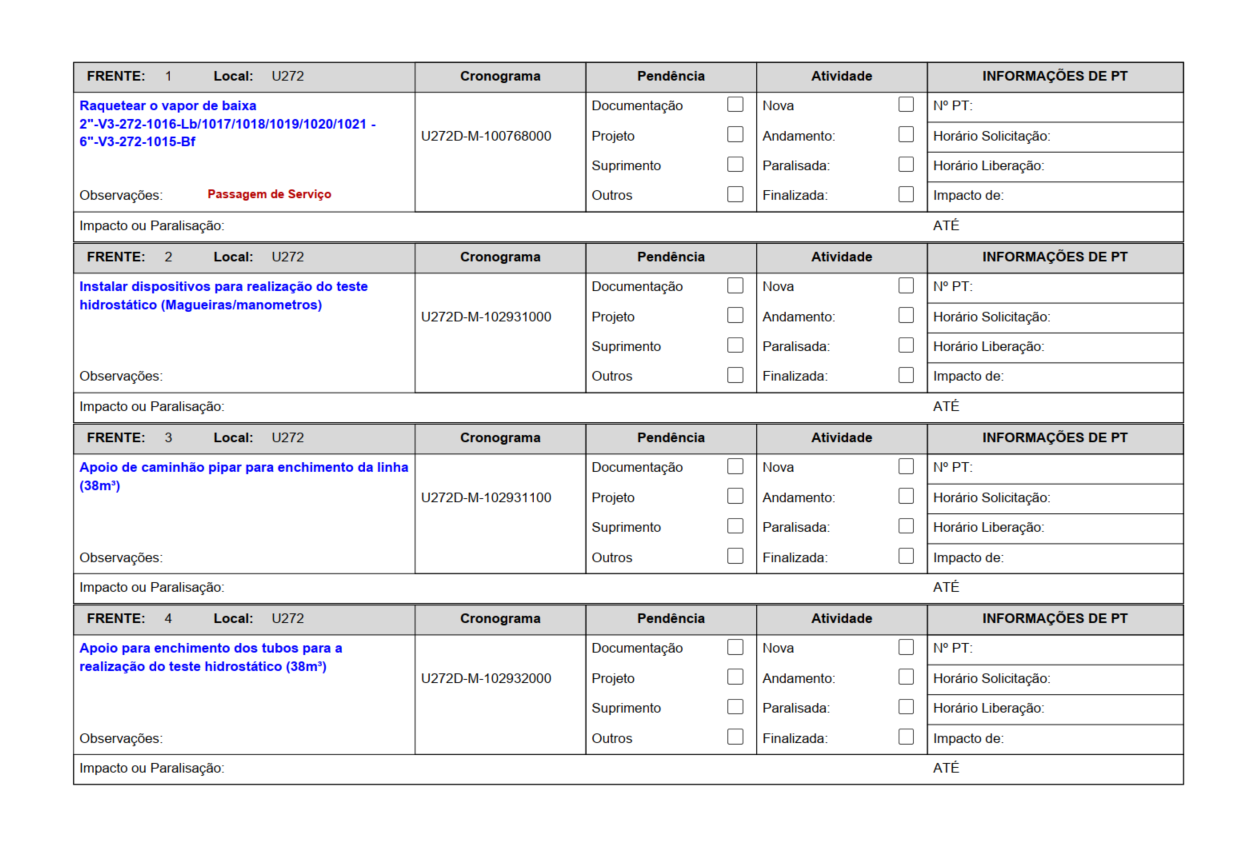 FRENTE: 1 Local: U272 Cronograma Pendência Atividade INFORMAÇÕES DE PT
Raquetear o vapor de baixa Documentação Nova Nº PT:
2"-V3-272-1016-Lb/1017/1018/1019/1020/1021 -
U272D-M-100768000 Projeto Andamento: Horário Solicitação:
6"-V3-272-1015-Bf
Suprimento Paralisada: Horário Liberação:
Observações: Passagem de Serviço Outros Finalizada: Impacto de:
Impacto ou Paralisação: ATÉ
FRENTE: 2 Local: U272 Cronograma Pendência Atividade INFORMAÇÕES DE PT
Instalar dispositivos para realização do teste Documentação Nova Nº PT:
hidrostático (Magueiras/manometros)
U272D-M-102931000 Projeto Andamento: Horário Solicitação:
Suprimento Paralisada: Horário Liberação:
Observações: Outros Finalizada: Impacto de:
Impacto ou Paralisação: ATÉ
FRENTE: 3 Local: U272 Cronograma Pendência Atividade INFORMAÇÕES DE PT
Apoio de caminhão pipar para enchimento da linha Documentação Nova Nº PT:
(38m³)
U272D-M-102931100 Projeto Andamento: Horário Solicitação:
Suprimento Paralisada: Horário Liberação:
Observações: Outros Finalizada: Impacto de:
Impacto ou Paralisação: ATÉ
FRENTE: 4 Local: U272 Cronograma Pendência Atividade INFORMAÇÕES DE PT
Apoio para enchimento dos tubos para a Documentação Nova Nº PT:
realização do teste hidrostático (38m³)
U272D-M-102932000 Projeto Andamento: Horário Solicitação:
Suprimento Paralisada: Horário Liberação:
Observações: Outros Finalizada: Impacto de:
Impacto ou Paralisação: ATÉ